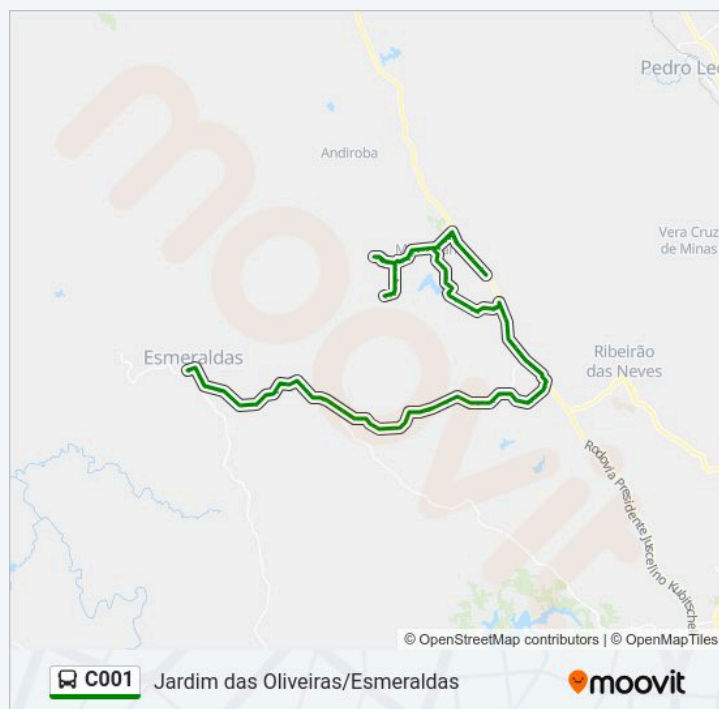 Pedro Leo
Andiroba
Vera Cruz
de Minas
Esmeraldas
Ribeirão
das Neves
Rodovia Presidente Juscelino Kubitsche
moovit
© OpenStreetMap contributors | © OpenMapTiles
C001 Jardim das Oliveiras/Esmeraldas
moovit